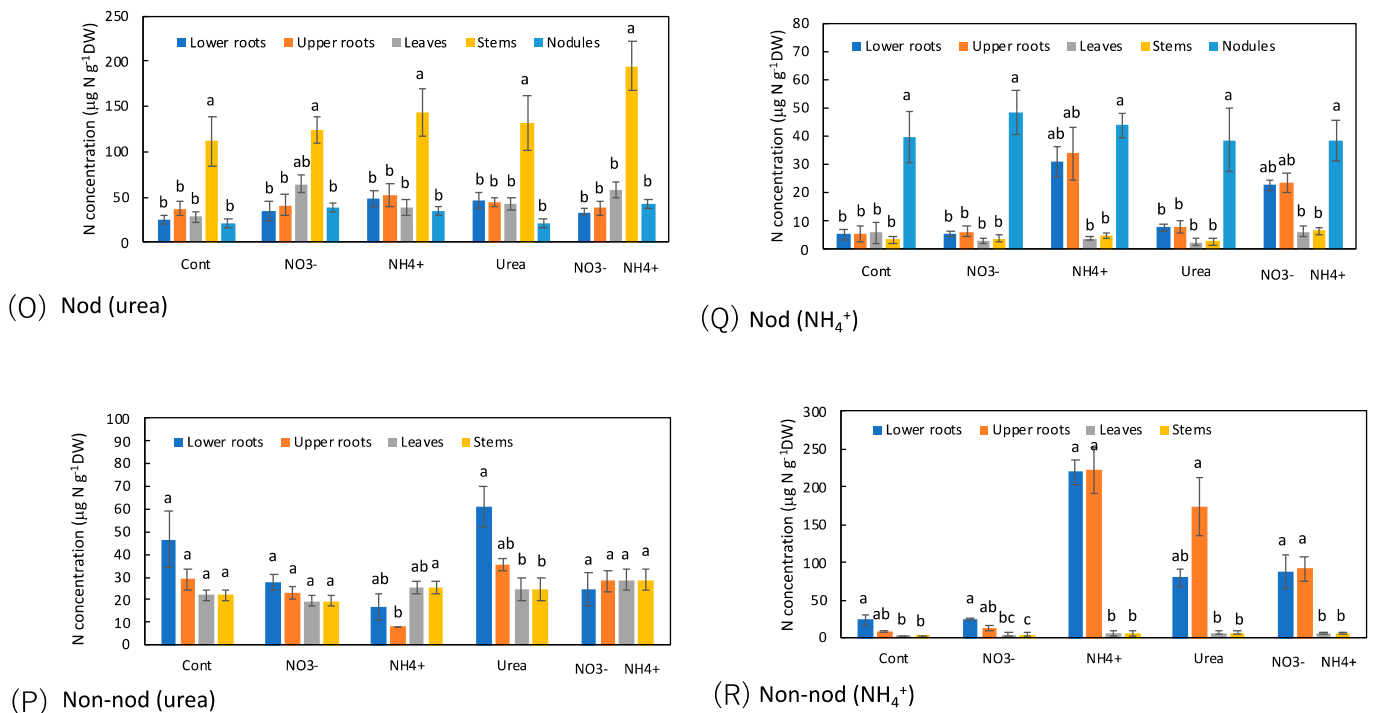 250
200
150
100
50
0
N concentration (µg N g⁻¹DW)
Lower roots Upper roots Leaves Stems Nodules
b b b a b
b b ab a b
b b b a b
b b b a b
b b b a b
Cont NO3- NH4+ Urea NO3- NH4+
(O) Nod (urea)
80
70
60
50
40
30
20
10
0
N concentration (µg N g⁻¹DW)
Lower roots Upper roots Leaves Stems Nodules
b b b b a
b b b b a
ab ab b b a
b b b b a
ab ab b b a
Cont NO3- NH4+ Urea NO3- NH4+
(Q) Nod (NH₄⁺)
100
90
80
70
60
50
40
30
20
10
0
N concentration (µg N g⁻¹DW)
Lower roots Upper roots Leaves Stems
a a a a
a a a a
ab b ab a
a ab b b
a a a a
Cont NO3- NH4+ Urea NO3- NH4+
(P) Non-nod (urea)
300
250
200
150
100
50
0
N concentration (µg N g⁻¹DW)
Lower roots Upper roots Leaves Stems
a ab b b
a ab bc c
a a b b
ab a b b
a a b b
Cont NO3- NH4+ Urea NO3- NH4+
(R) Non-nod (NH₄⁺)